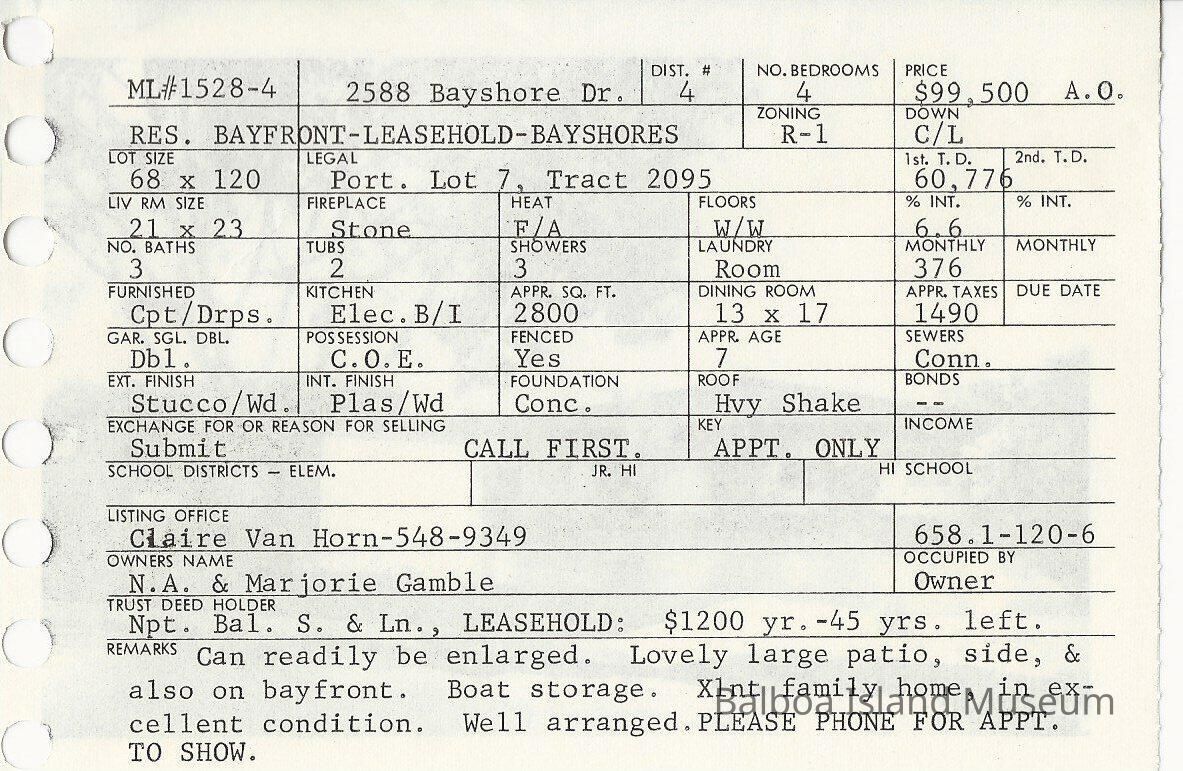 DIST. # NO. BEDROOMS PRICE
ML#1528-4 2588 Bayshore Dr. 4 4 $99,500 A.O.
ZONING DOWN
RES. BAYFRONT-LEASEHOLD-BAYSHORES R-1 C/L
LOT SIZE LEGAL 1st. T. D. 2nd. T. D.
68 x 120 Port. Lot 7, Tract 2095 60,776
LIV RM SIZE FIREPLACE HEAT FLOORS % INT. % INT.
21 x 23 Stone F/A W/W 6.6
NO. BATHS TUBS SHOWERS LAUNDRY MONTHLY MONTHLY
3 2 3 Room 376
FURNISHED KITCHEN APPR. SQ. FT. DINING ROOM APPR. TAXES DUE DATE
Cpt/Drps. Elec.B/I 2800 13 x 17 1490
GAR. SGL. DBL. POSSESSION FENCED APPR. AGE SEWERS
Dbl. C.O.E. Yes 7 Conn.
EXT. FINISH INT. FINISH FOUNDATION ROOF BONDS
Stucco/Wd. Plas/Wd Conc. Hvy Shake --
EXCHANGE FOR OR REASON FOR SELLING KEY INCOME
Submit CALL FIRST. APPT. ONLY
SCHOOL DISTRICTS — ELEM. JR. HI HI SCHOOL
LISTING OFFICE
Claire Van Horn-548-9349 658.1-120-6
OWNERS NAME OCCUPIED BY
N.A. & Marjorie Gamble Owner
TRUST DEED HOLDER
Npt. Bal. S. & Ln., LEASEHOLD: $1200 yr.-45 yrs. left.
REMARKS Can readily be enlarged. Lovely large patio, side, &
also on bayfront. Boat storage. Xlnt family home, in ex-
Balboa Island Museum
cellent condition. Well arranged.PLEASE PHONE FOR APPT.
TO SHOW.